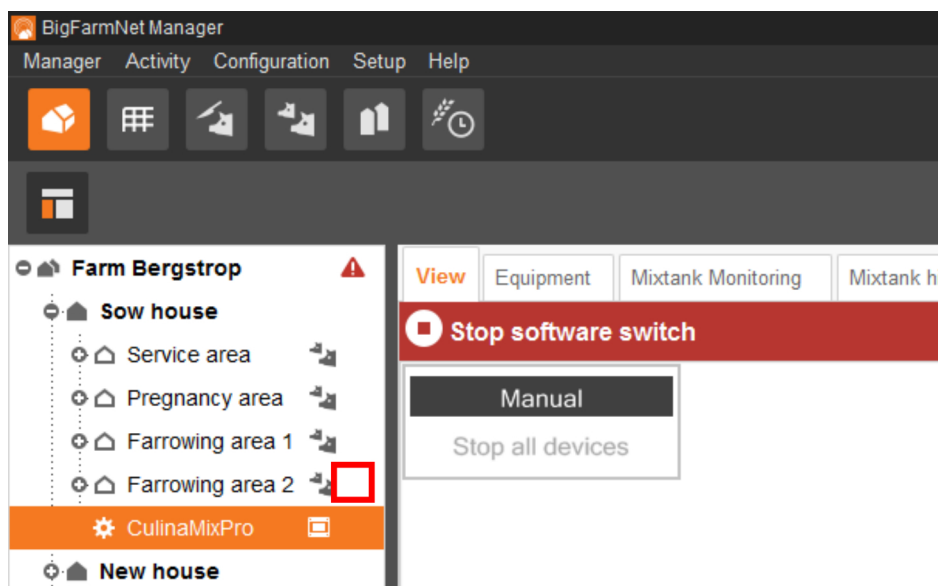 BigFarmNet Manager
Manager Activity Configuration Setup Help
Farm Bergstrop
Sow house
Service area
Pregnancy area
Farrowing area 1
Farrowing area 2
CulinaMixPro
New house
View Equipment Mixtank Monitoring Mixtank h
Stop software switch
Manual
Stop all devices